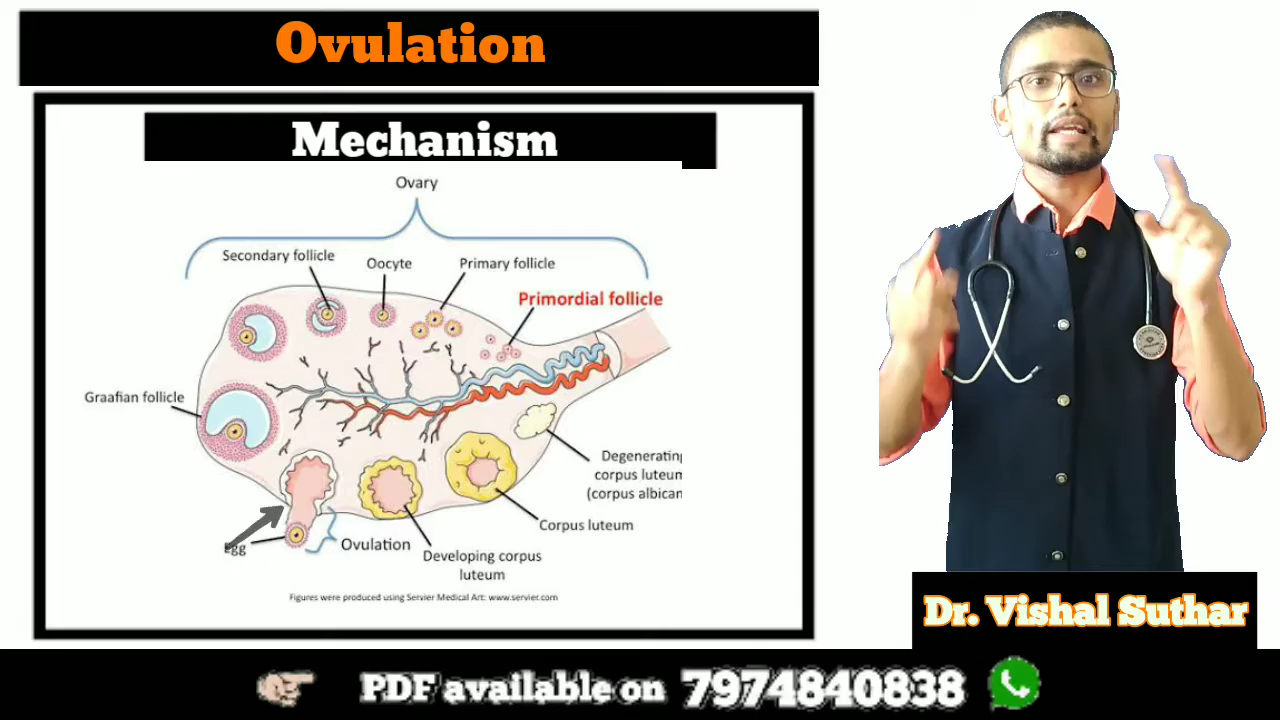 Ovulation
Mechanism
Ovary
Secondary follicle
Oocyte
Primary follicle
Primordial follicle
Graafian follicle
Degenerating
corpus luteum
(corpus albican
Corpus luteum
Egg
Ovulation
Developing corpus
luteum
Figures were produced using Servier Medical Art: www.servier.com
Dr. Vishal Suthar
PDF available on 7974840838